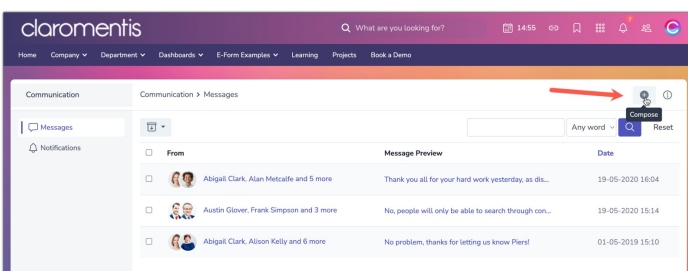 claromentis
What are you looking for?
14:55
7
Home Company Department Dashboards E-Form Examples Learning Projects Book a Demo
Communication
Communication > Messages
Compose
Messages
Notifications
Any word
Reset
From Message Preview Date
Abigail Clark, Alan Metcalfe and 5 more Thank you all for your hard work yesterday, as dis... 19-05-2020 16:04
Austin Glover, Frank Simpson and 3 more No, people will only be able to search through con... 19-05-2020 15:14
Abigail Clark, Alison Kelly and 6 more No problem, thanks for letting us know Piers! 01-05-2019 15:10